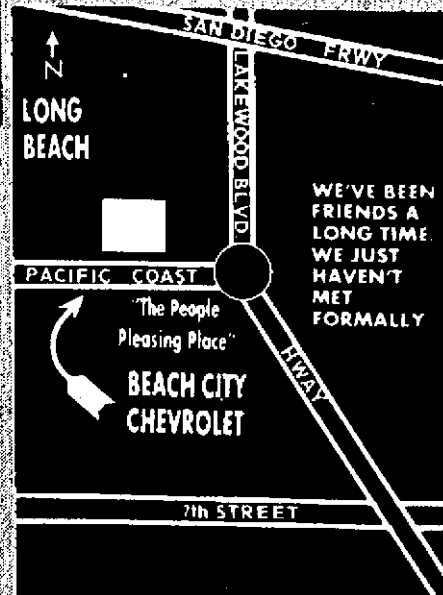 SAN DIEGO FRWY
N
LONG
BEACH
LAKEWOOD BLVD
WE'VE BEEN
FRIENDS A
LONG TIME.
WE JUST
HAVEN'T
MET
FORMALLY
PACIFIC COAST
HWAY
"The People
Pleasing Place"
BEACH CITY
CHEVROLET
7th STREET